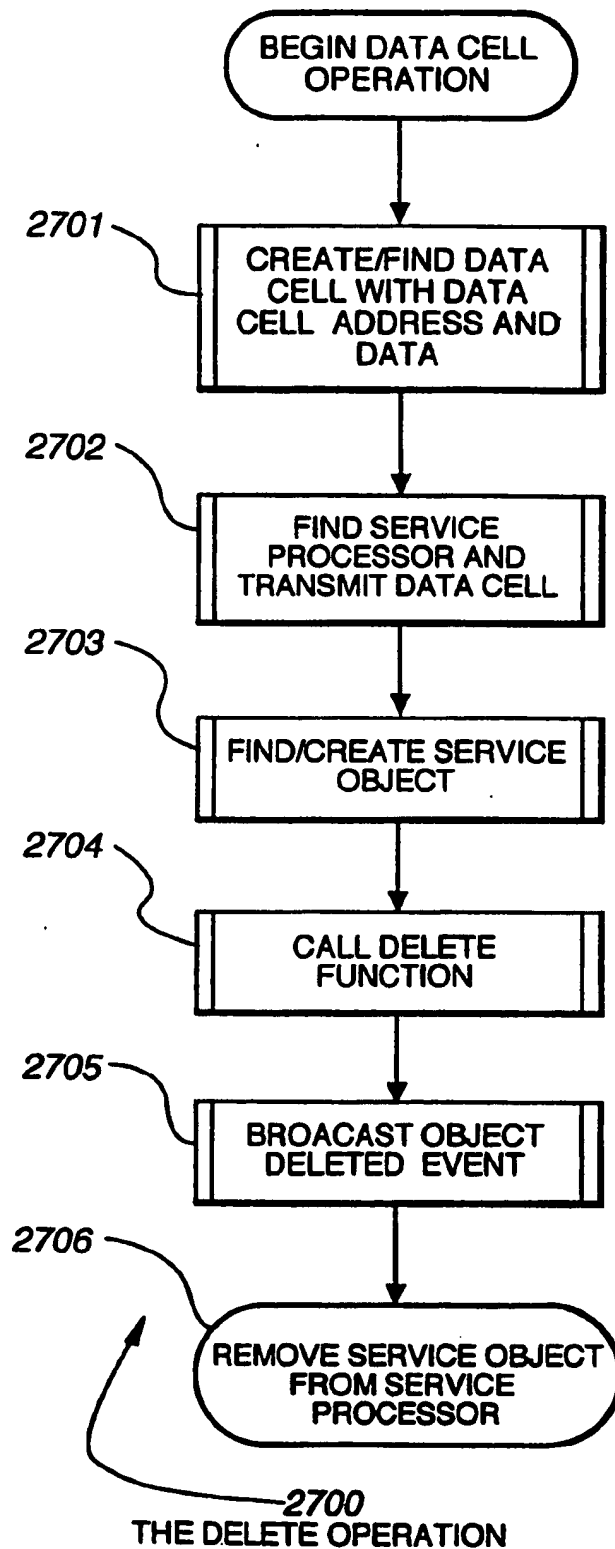 BEGIN DATA CELL
OPERATION
2701
CREATE/FIND DATA
CELL WITH DATA
CELL ADDRESS AND
DATA
2702
FIND SERVICE
PROCESSOR AND
TRANSMIT DATA CELL
2703
FIND/CREATE SERVICE
OBJECT
2704
CALL DELETE
FUNCTION
2705
BROACAST OBJECT
DELETED EVENT
2706
REMOVE SERVICE OBJECT
FROM SERVICE
PROCESSOR
2700
THE DELETE OPERATION